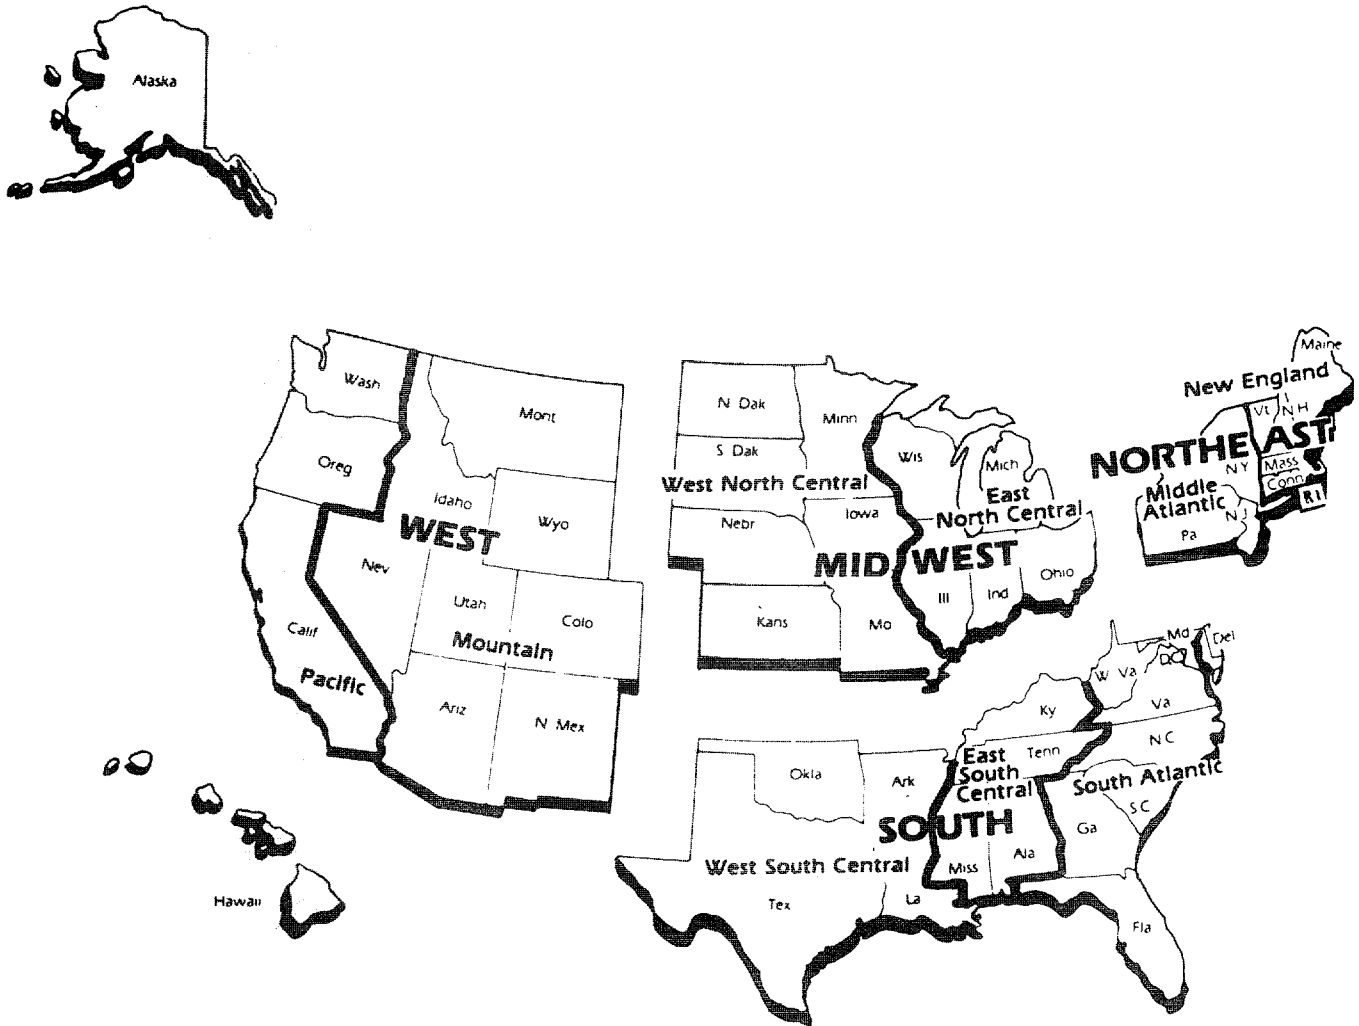 Alaska
Maine
New England
Wash
Mont
N Dak
Minn
Vt
N H
Oreg
S Dak
Wis
Mich
NORTHEAST
N Y
Mass
Conn
R I
Idaho
West North Central
East
North Central
Middle
Atlantic
N J
Wyo
WEST
Nebr
Iowa
Pa
Nev
MIDWEST
Ohio
Utah
Colo
Kans
Mo
Ill
Ind
Calif
Mountain
Md
Del
DC
W Va
Pacific
Va
Ariz
N Mex
Ky
Tenn
N C
Okla
Ark
East
South
Central
South Atlantic
S C
SOUTH
Ga
West South Central
Miss
Ala
Hawaii
Tex
La
Fla